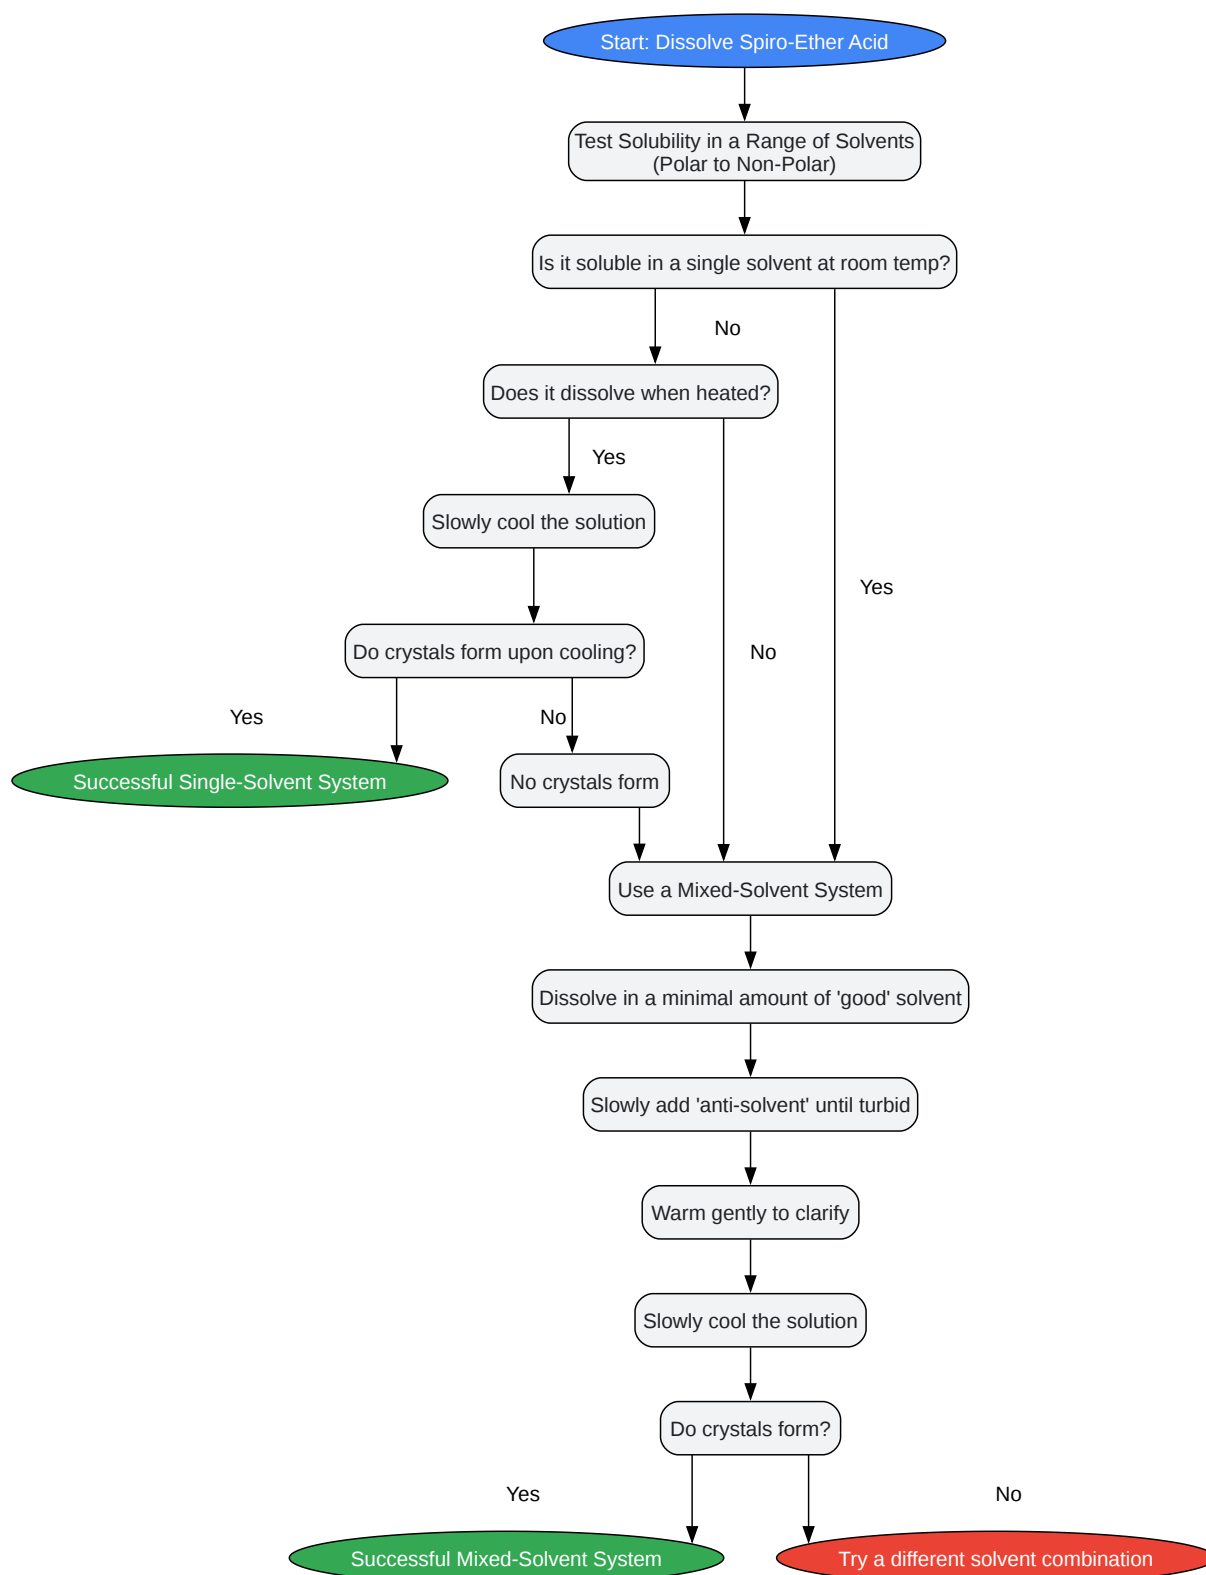 Start: Dissolve Spiro-Ether Acid
Test Solubility in a Range of Solvents
(Polar to Non-Polar)
Is it soluble in a single solvent at room temp?
No
Does it dissolve when heated?
Yes
Slowly cool the solution
Yes
Do crystals form upon cooling?
No
Yes
No
Successful Single-Solvent System
No crystals form
Use a Mixed-Solvent System
Dissolve in a minimal amount of 'good' solvent
Slowly add 'anti-solvent' until turbid
Warm gently to clarify
Slowly cool the solution
Do crystals form?
Yes
No
Successful Mixed-Solvent System
Try a different solvent combination